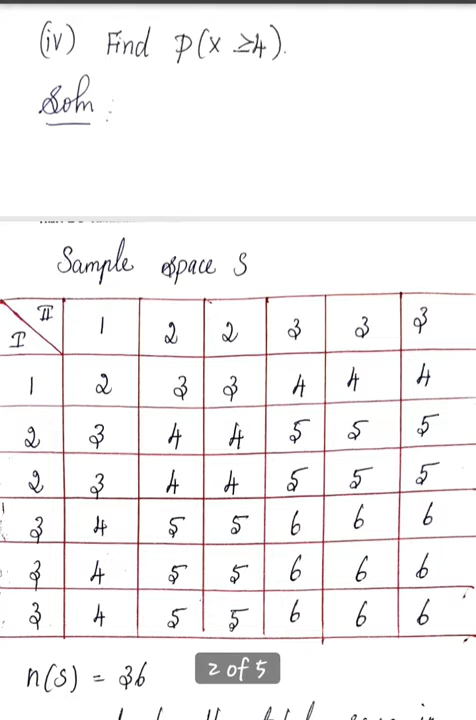 (iv) Find P(x ≥4).
Soln :
Sample space S
I II 1 2 2 3 3 3
1 2 3 3 4 4 4
2 3 4 4 5 5 5
2 3 4 4 5 5 5
3 4 5 5 6 6 6
3 4 5 5 6 6 6
3 4 5 5 6 6 6
n(S) = 36
2 of 5